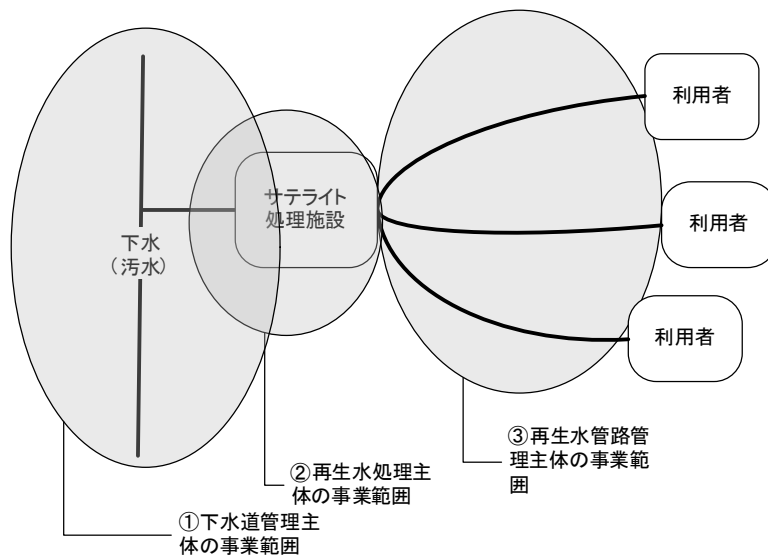 利用者
サテライト
処理施設
利用者
下水
（汚水）
利用者
③再生水管路管
理主体の事業範
囲
②再生水処理主
体の事業範囲
①下水道管理主
体の事業範囲